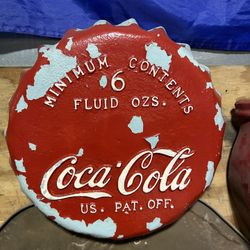 MINIMUM CONTENTS
6
FLUID OZS.
Coca-Cola
US. PAT. OFF.